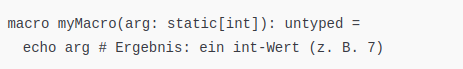 macro myMacro(arg: static[int]): untyped =
  echo arg # Ergebnis: ein int-Wert (z. B. 7)